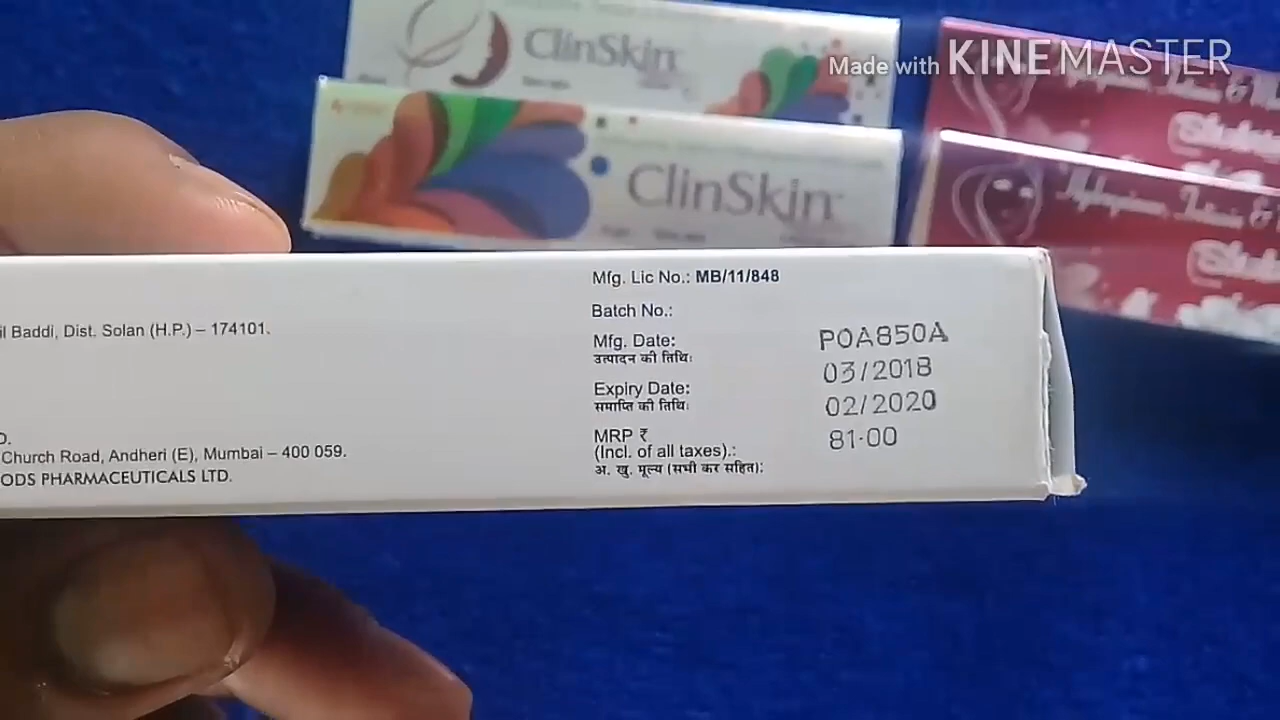 Made with KINEMASTER
ClinSkin
ClinSkin
Mfg. Lic No.: MB/11/848
Batch No.:
Baddi, Dist. Solan (H.P.) – 174101.
Mfg. Date:
POA850A
उत्पादन की तिथि:
03/2018
Expiry Date:
02/2020
समाप्ति की तिथि:
MRP ₹
81.00
(Incl. of all taxes).:
Church Road, Andheri (E), Mumbai – 400 059.
अ. खु. मूल्य (सभी कर सहित):
ODS PHARMACEUTICALS LTD.